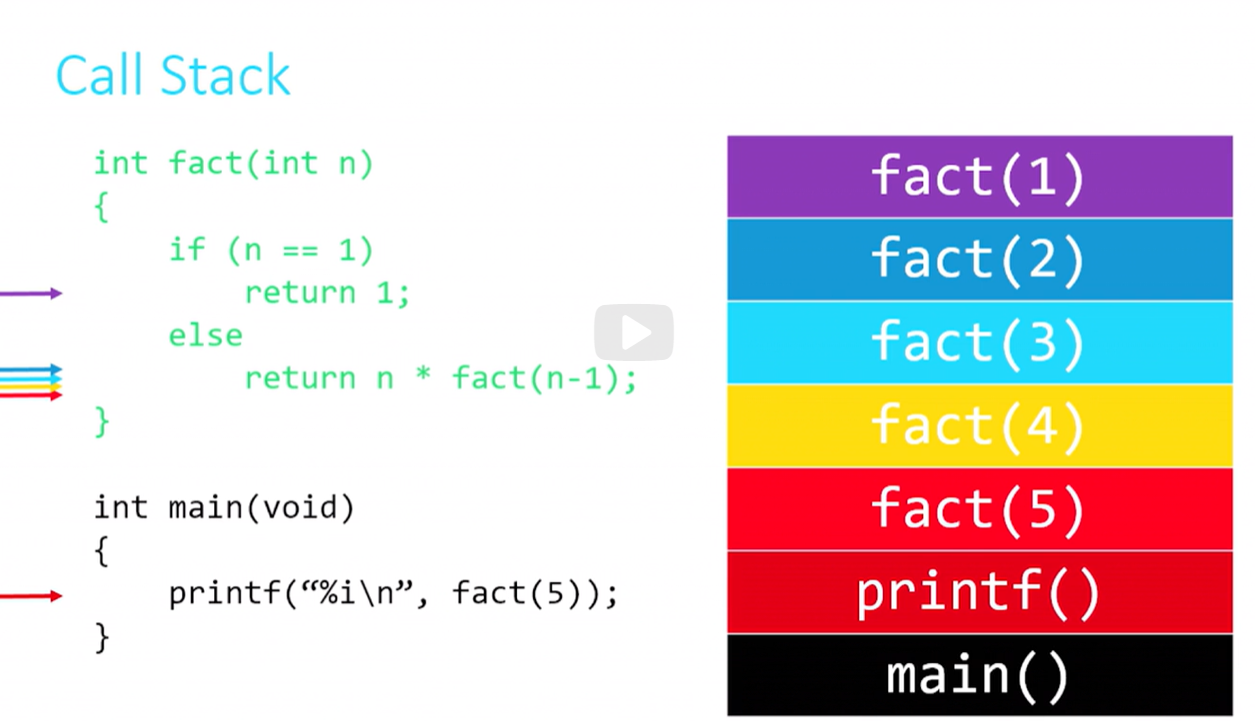 Call Stack
int fact(int n)
{
if (n == 1)
return 1;
else
return n * fact(n-1);
}
int main(void)
{
printf(“%i\n”, fact(5));
}
fact(1)
fact(2)
fact(3)
fact(4)
fact(5)
printf()
main()